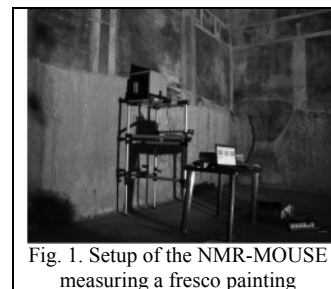 Fig. 1. Setup of the NMR-MOUSE
measuring a fresco painting